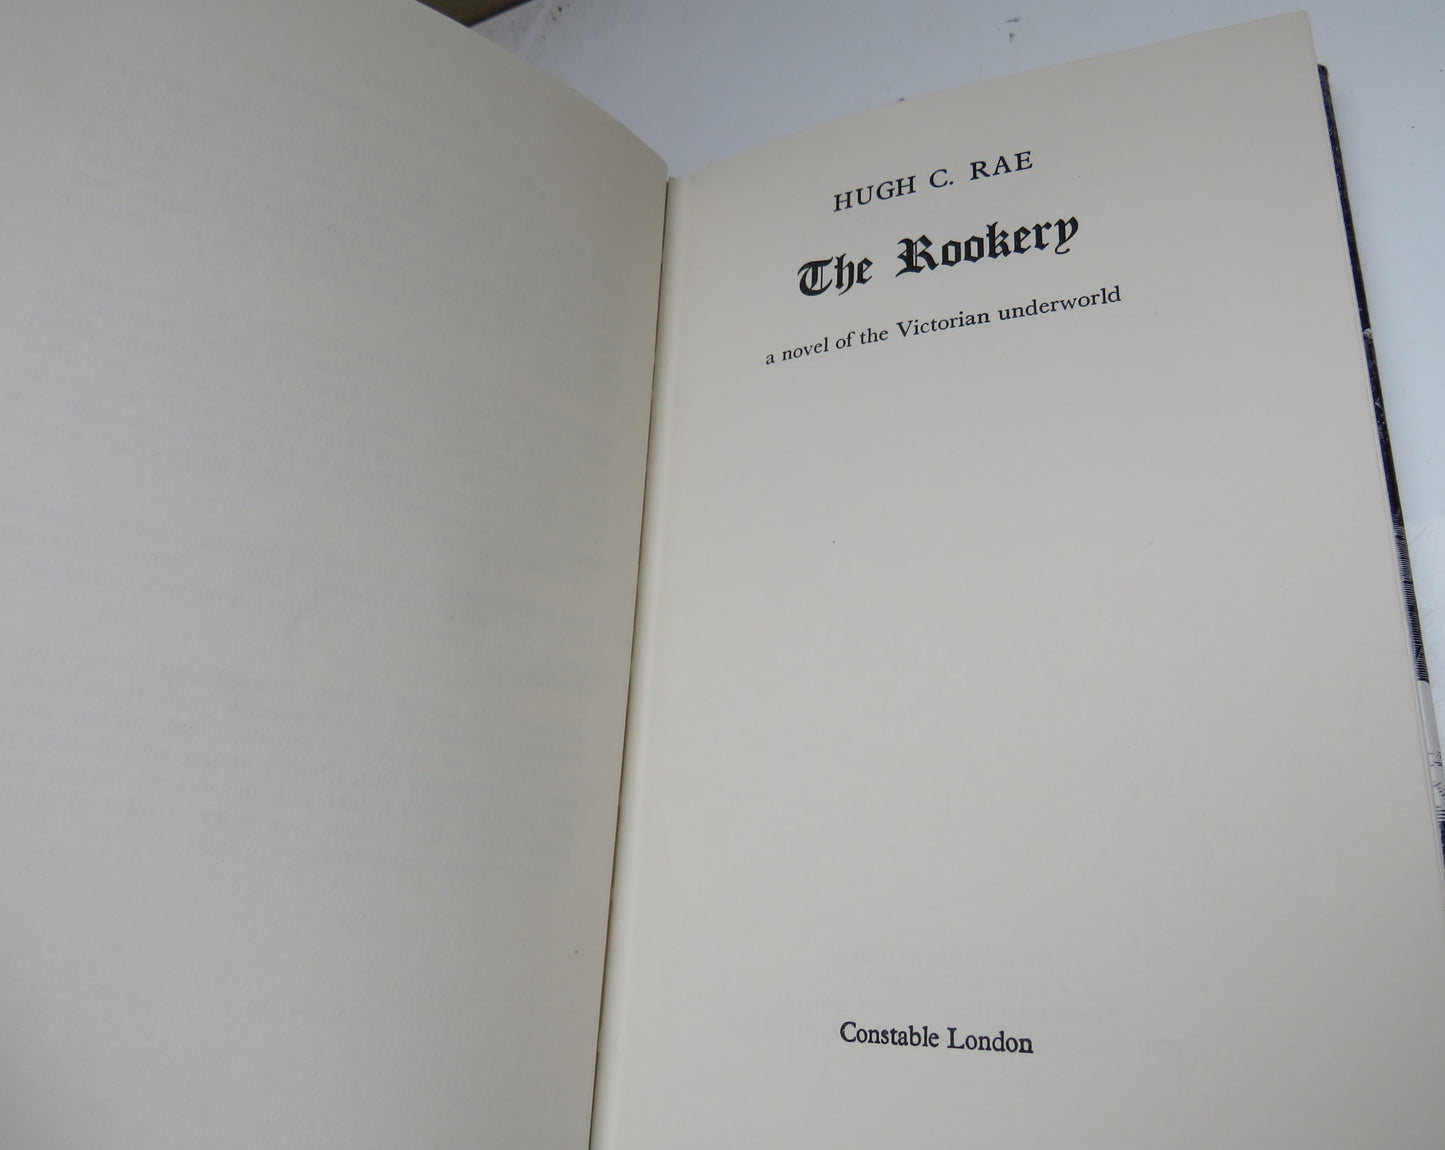 HUGH C. RAE
The Rookery
a novel of the Victorian underworld
Constable London